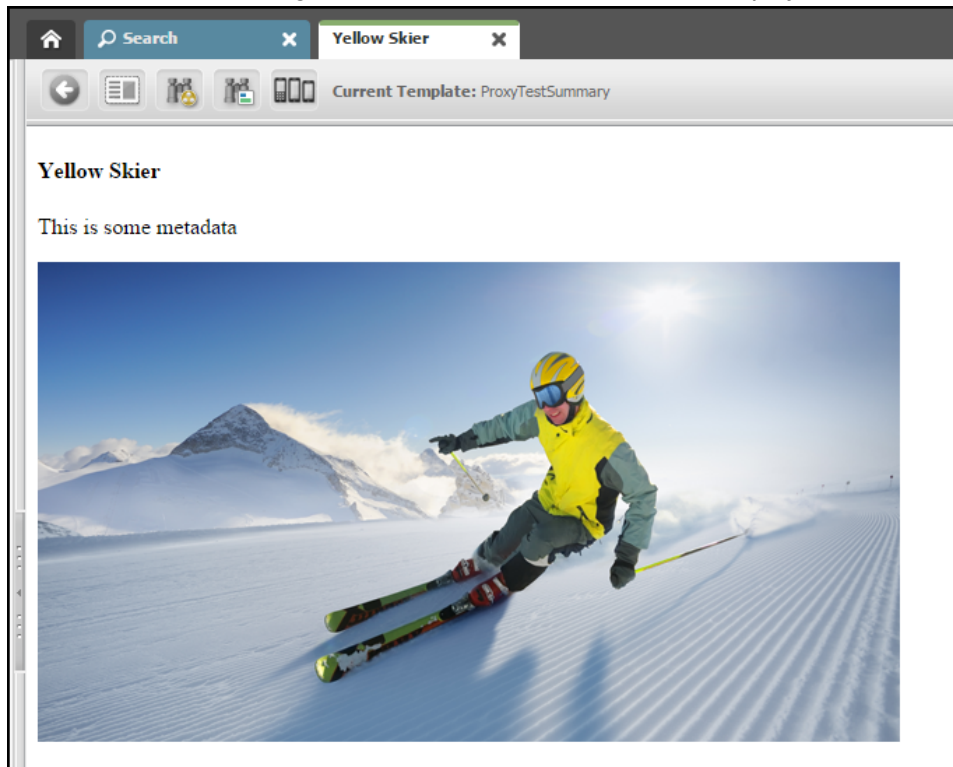 Search
Yellow Skier
Current Template: ProxyTestSummary
Yellow Skier
This is some metadata